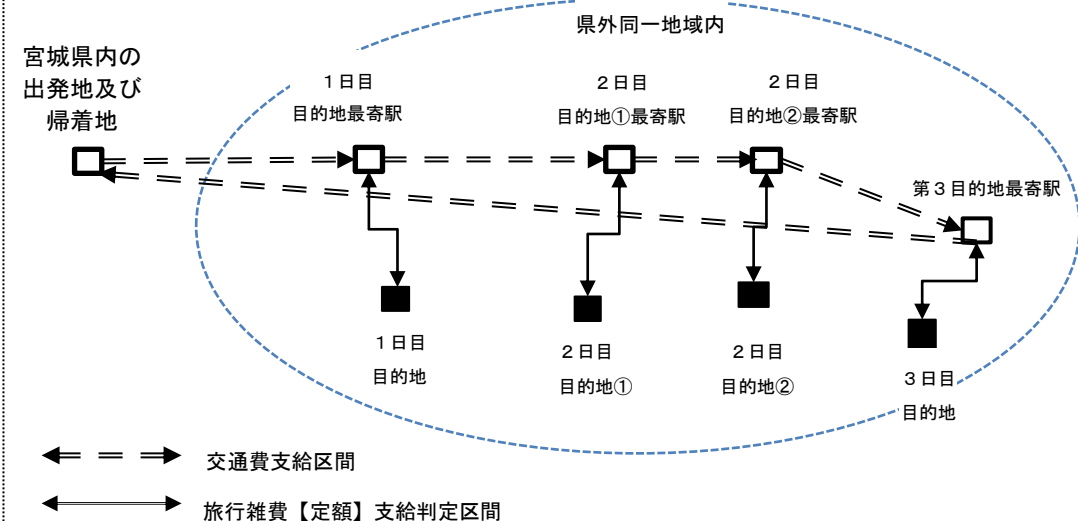 県外同一地域内
宮城県内の
出発地及び
帰着地
１日目
目的地最寄駅
２日目
目的地①最寄駅
２日目
目的地②最寄駅
第３目的地最寄駅
１日目
目的地
２日目
目的地①
２日目
目的地②
３日目
目的地
交通費支給区間
旅行雑費【定額】支給判定区間